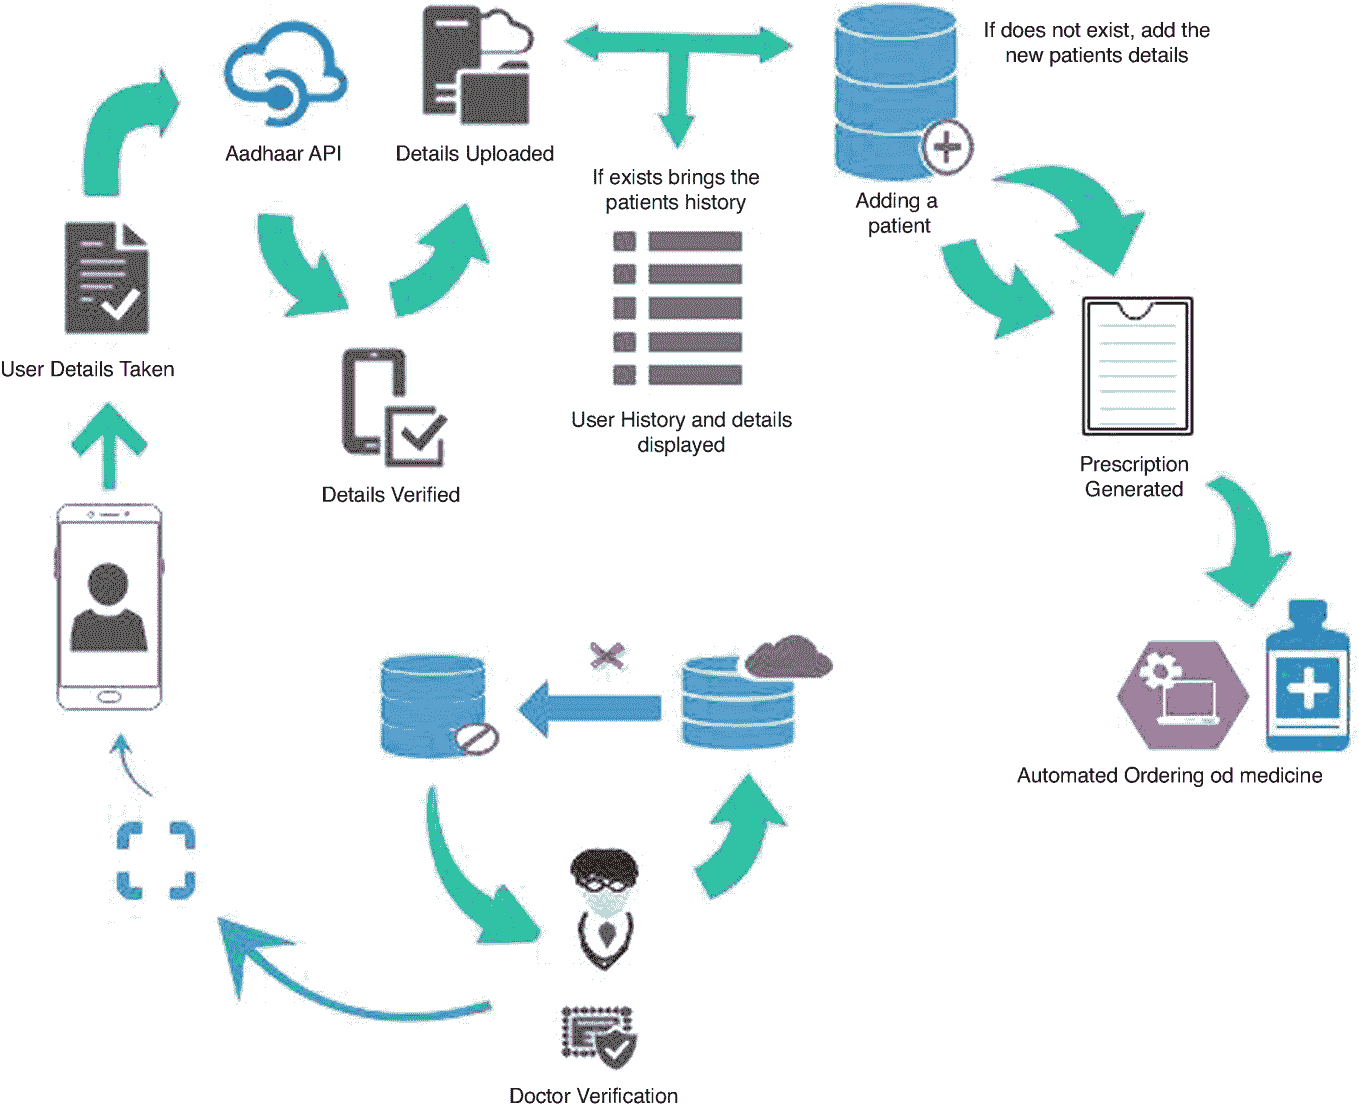 If does not exist, add the
new patients details
Aadhaar API
Details Uploaded
If exists brings the
patients history
Adding a
patient
User Details Taken
User History and details
displayed
Details Verified
Prescription
Generated
Automated Ordering od medicine
Doctor Verification